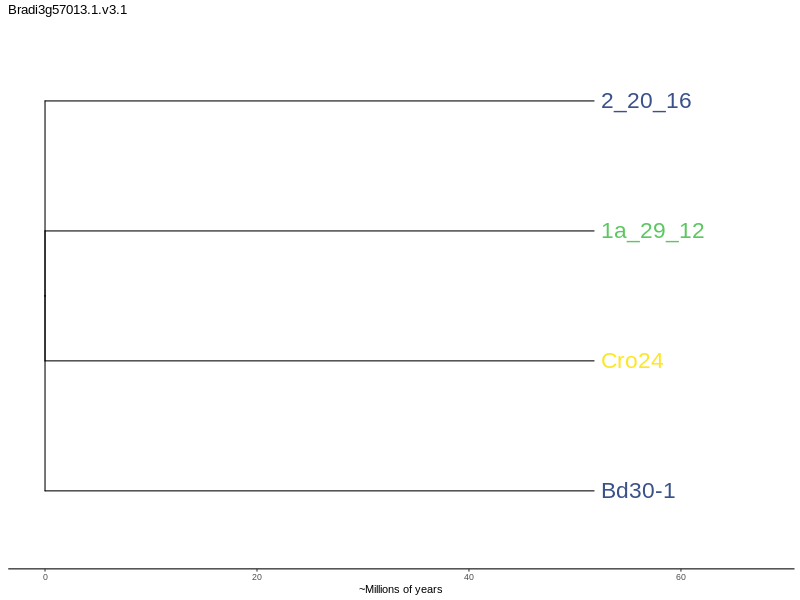 Bradi3g57013.1.v3.1
2_20_16
1a_29_12
Cro24
Bd30-1
0 20 40 60
~Millions of years